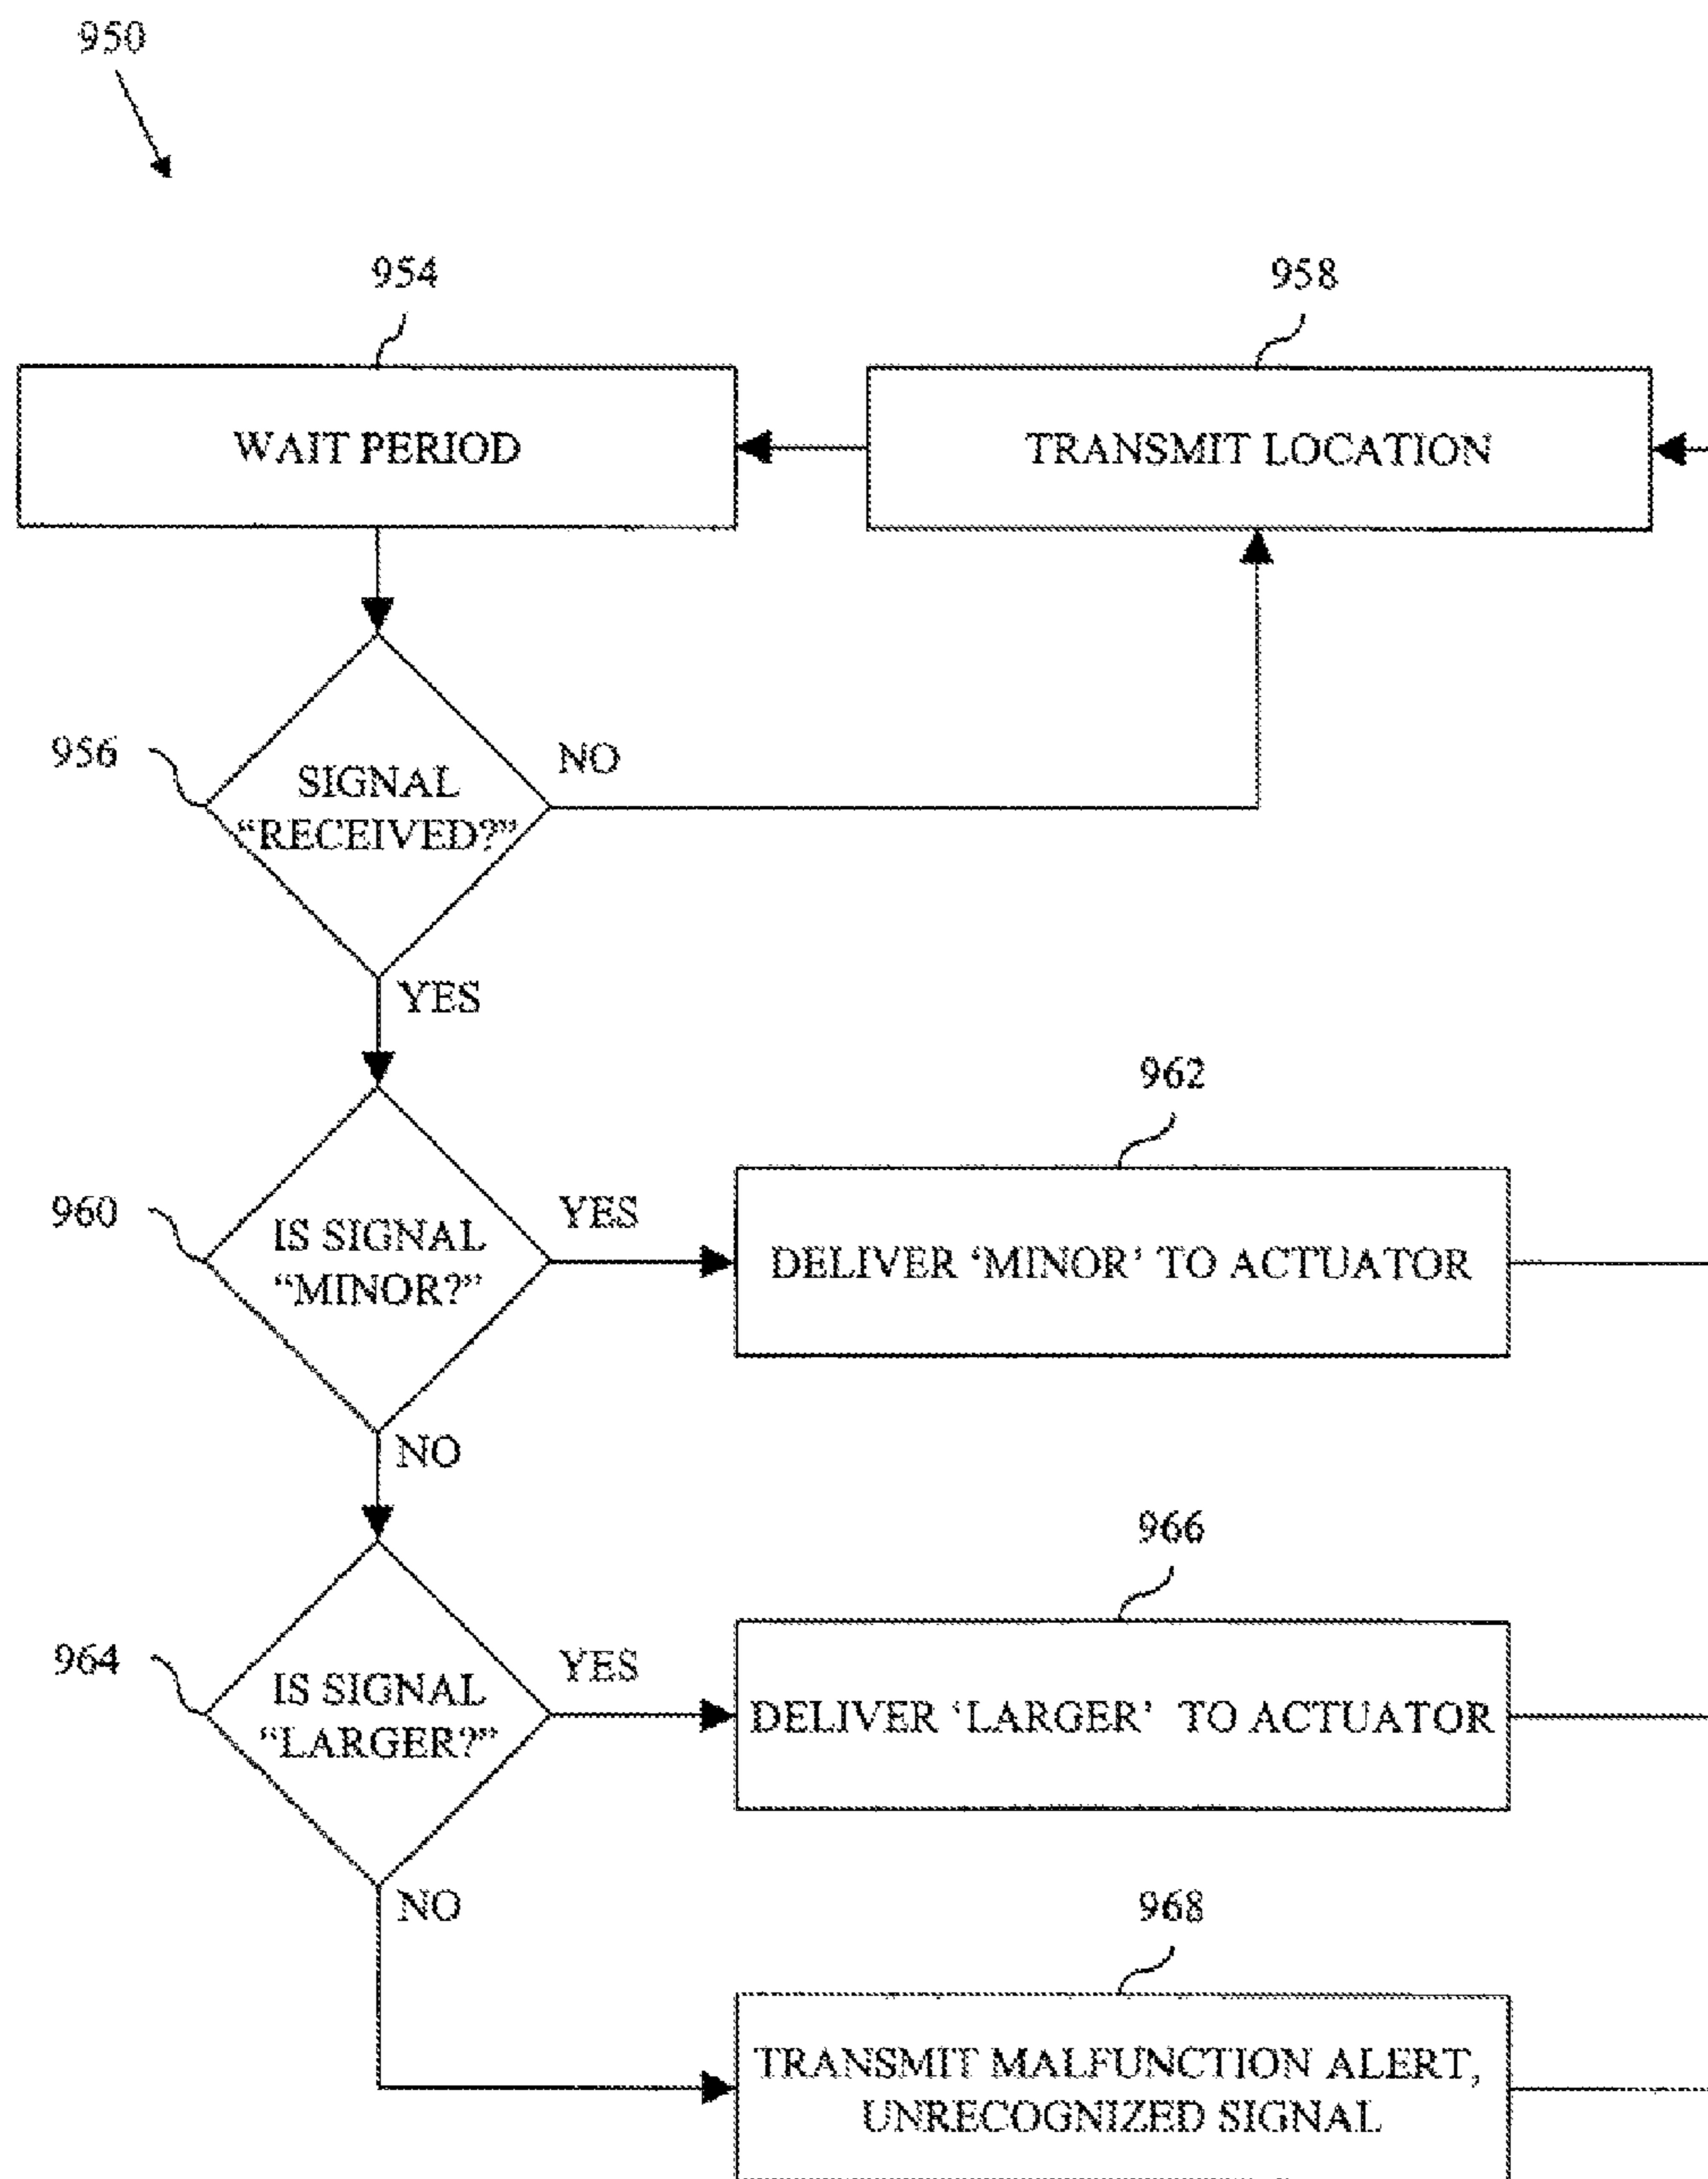 950
954
958
WAIT PERIOD
TRANSMIT LOCATION
956
SIGNAL
“RECEIVED?”
NO
YES
962
960
IS SIGNAL
“MINOR?”
YES
DELIVER ‘MINOR’ TO ACTUATOR
NO
966
964
IS SIGNAL
“LARGER?”
YES
DELIVER ‘LARGER’ TO ACTUATOR
NO
968
TRANSMIT MALFUNCTION ALERT,
UNRECOGNIZED SIGNAL